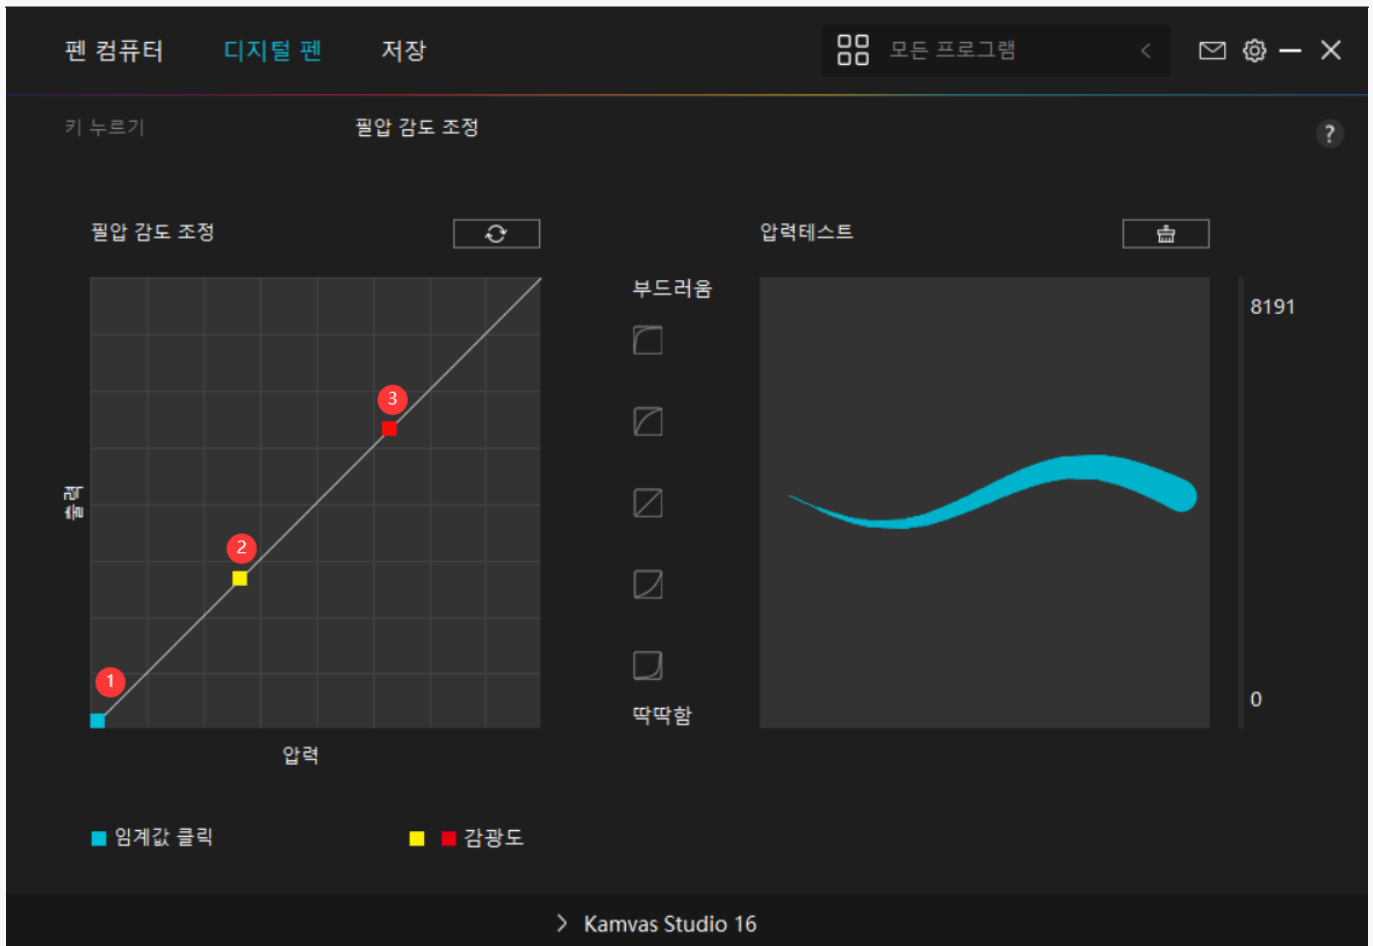 펜 컴퓨터 디지털 펜 저장 모든 프로그램
키 누르기 필압 감도 조정 ?
필압 감도 조정 압력테스트
부드러움
8191
3
출력
2
1
0
딱딱함
압력
임계값 클릭 감광도
Kamvas Studio 16